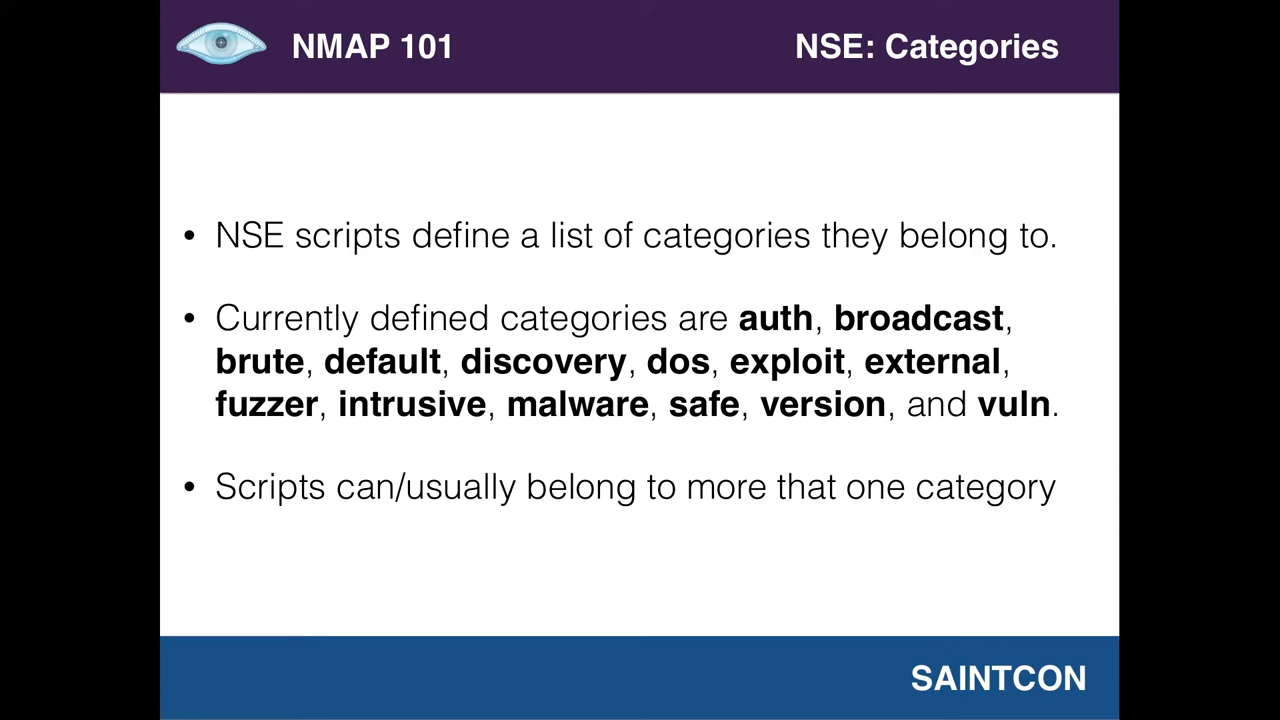 NMAP 101
NSE: Categories
• NSE scripts define a list of categories they belong to.
• Currently defined categories are auth, broadcast,
brute, default, discovery, dos, exploit, external,
fuzzer, intrusive, malware, safe, version, and vuln.
• Scripts can/usually belong to more that one category
SAINTCON